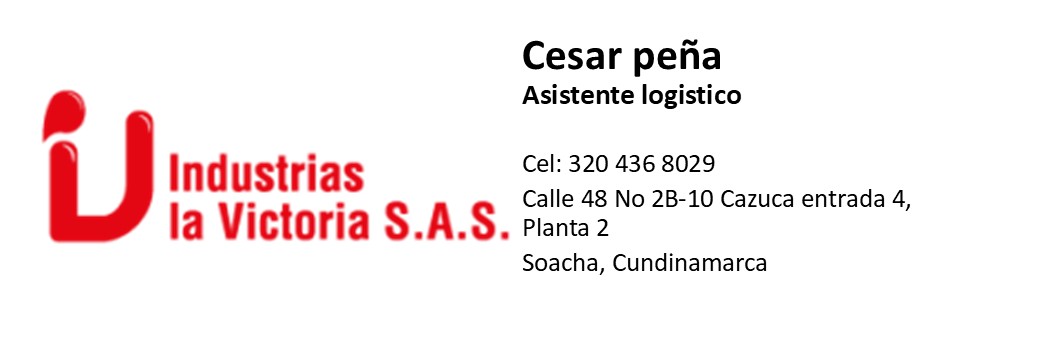 Cesar peña
Asistente logistico
Industrias
la Victoria S.A.S.
Cel: 320 436 8029
Calle 48 No 2B-10 Cazuca entrada 4,
Planta 2
Soacha, Cundinamarca